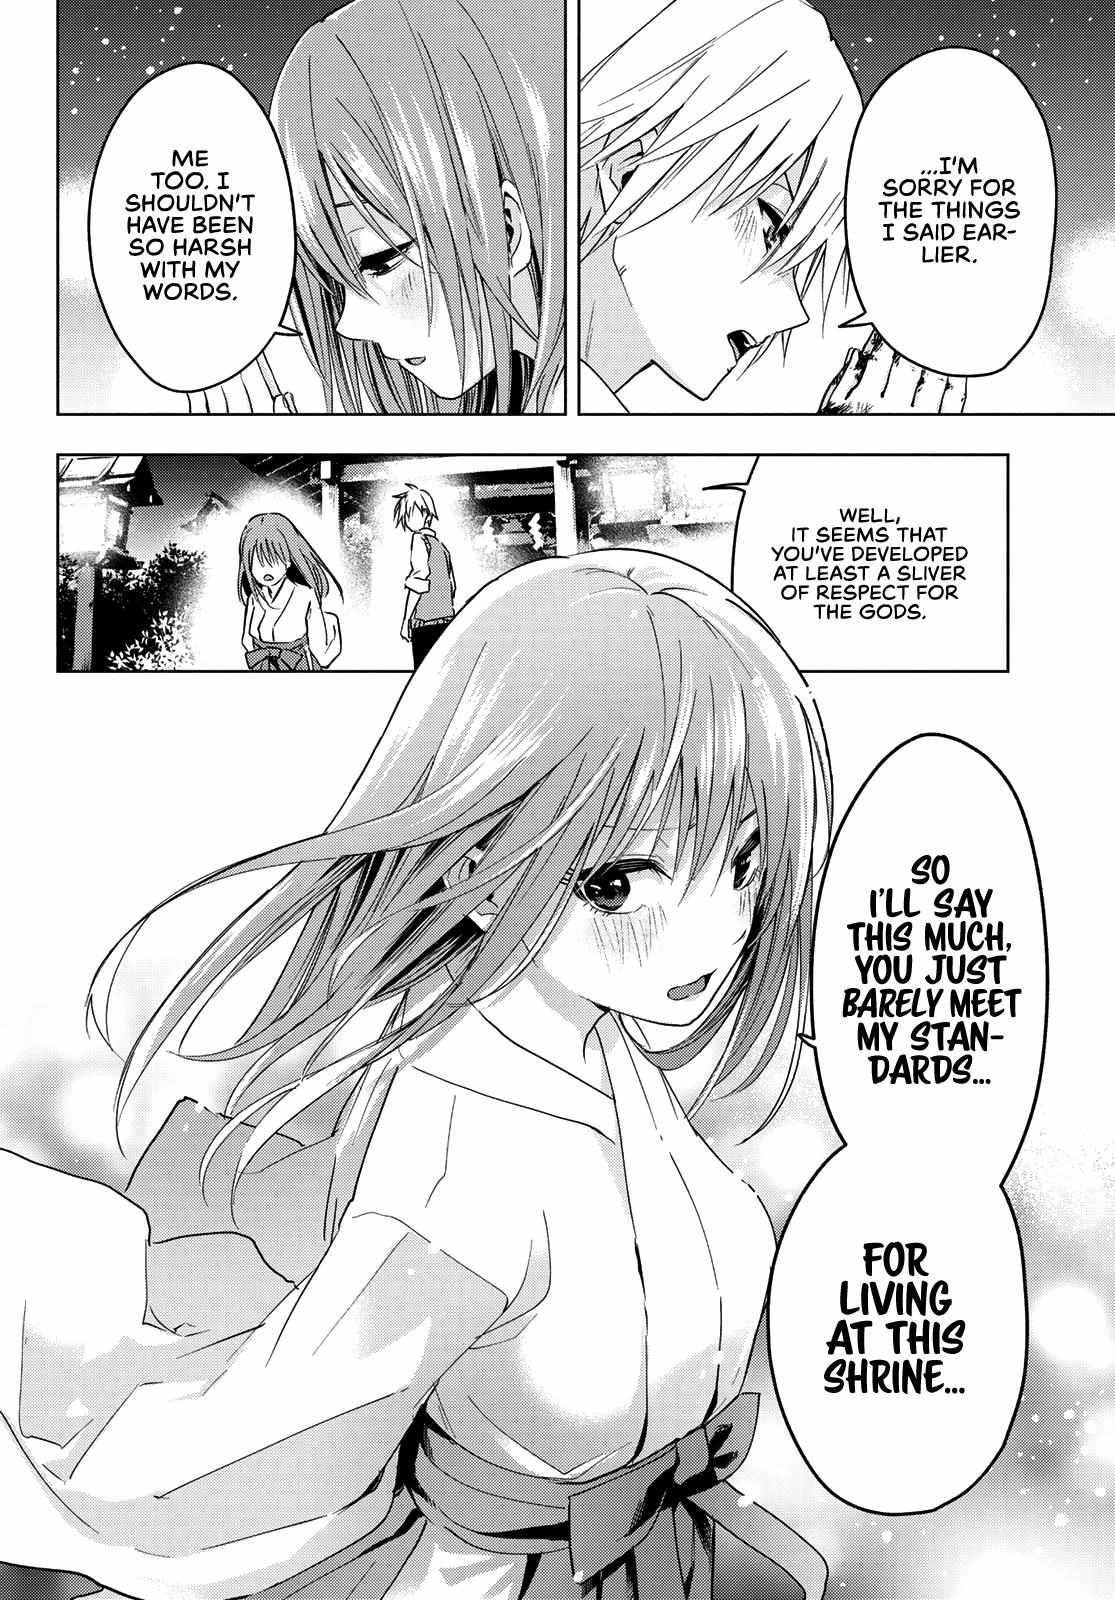 ...I'M
SORRY FOR
THE THINGS
I SAID EAR-
LIER.
ME
TOO. I
SHOULDN'T
HAVE BEEN
SO HARSH
WITH MY
WORDS.
WELL,
IT SEEMS THAT
YOU'VE DEVELOPED
AT LEAST A SLIVER
OF RESPECT FOR
THE GODS.
SO
I'LL SAY
THIS MUCH,
YOU JUST
BARELY MEET
MY STAN-
DARDS...
FOR
LIVING
AT THIS
SHRINE...